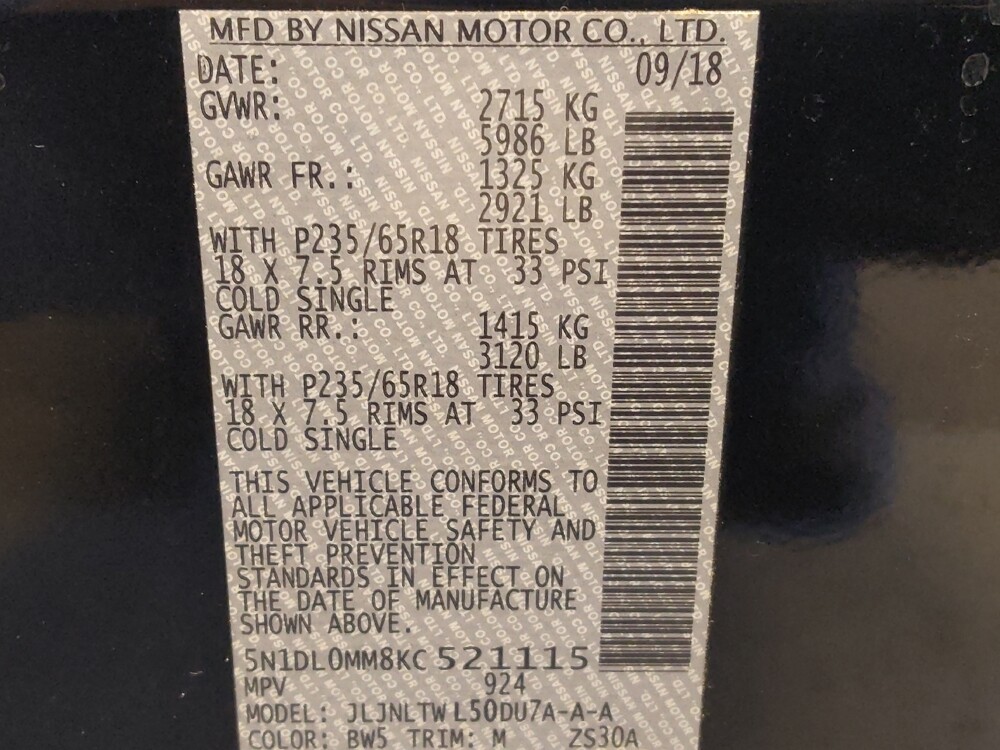 MFD BY NISSAN MOTOR CO., LTD.
DATE: 09/18
GVWR: 2715 KG
5986 LB
GAWR FR.: 1325 KG
2921 LB
WITH P235/65R18 TIRES
18 X 7.5 RIMS AT 33 PSI
COLD SINGLE
GAWR RR.: 1415 KG
3120 LB
WITH P235/65R18 TIRES
18 X 7.5 RIMS AT 33 PSI
COLD SINGLE
THIS VEHICLE CONFORMS TO
ALL APPLICABLE FEDERAL
MOTOR VEHICLE SAFETY AND
THEFT PREVENTION
STANDARDS IN EFFECT ON
THE DATE OF MANUFACTURE
SHOWN ABOVE.
5N1DL0MM8KC521115
MPV 924
MODEL: JLJNLTWL50DU7A-A-A
COLOR: BW5 TRIM: M ZS30A